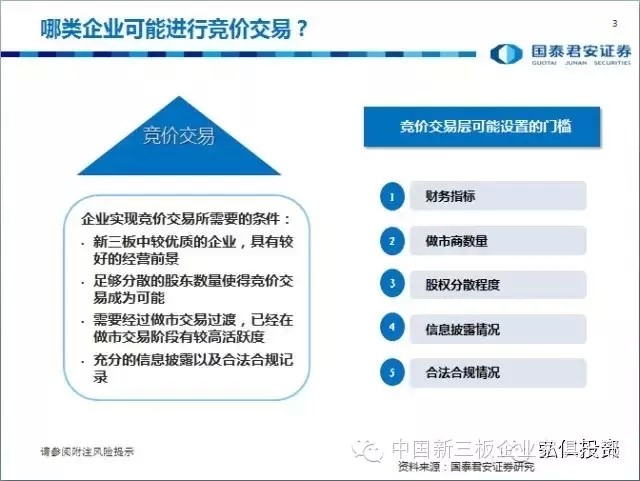 哪类企业可能进行竞价交易？
3
国泰君安证券
GUOTAI JUNAN SECURITIES
竞价交易
企业实现竞价交易所需要的条件：
· 新三板中较优质的企业，具有较
好的经营前景
· 足够分散的股东数量使得竞价交
易成为可能
· 需要经过做市交易过渡，已经在
做市交易阶段有较高活跃度
· 充分的信息披露以及合法合规记
录
竞价交易层可能设置的门槛
1 财务指标
2 做市商数量
3 股权分散程度
4 信息披露情况
5 合法合规情况
请参阅附注风险提示
中国新三板企业
弘仁投资
资料来源：国泰君安证券研究